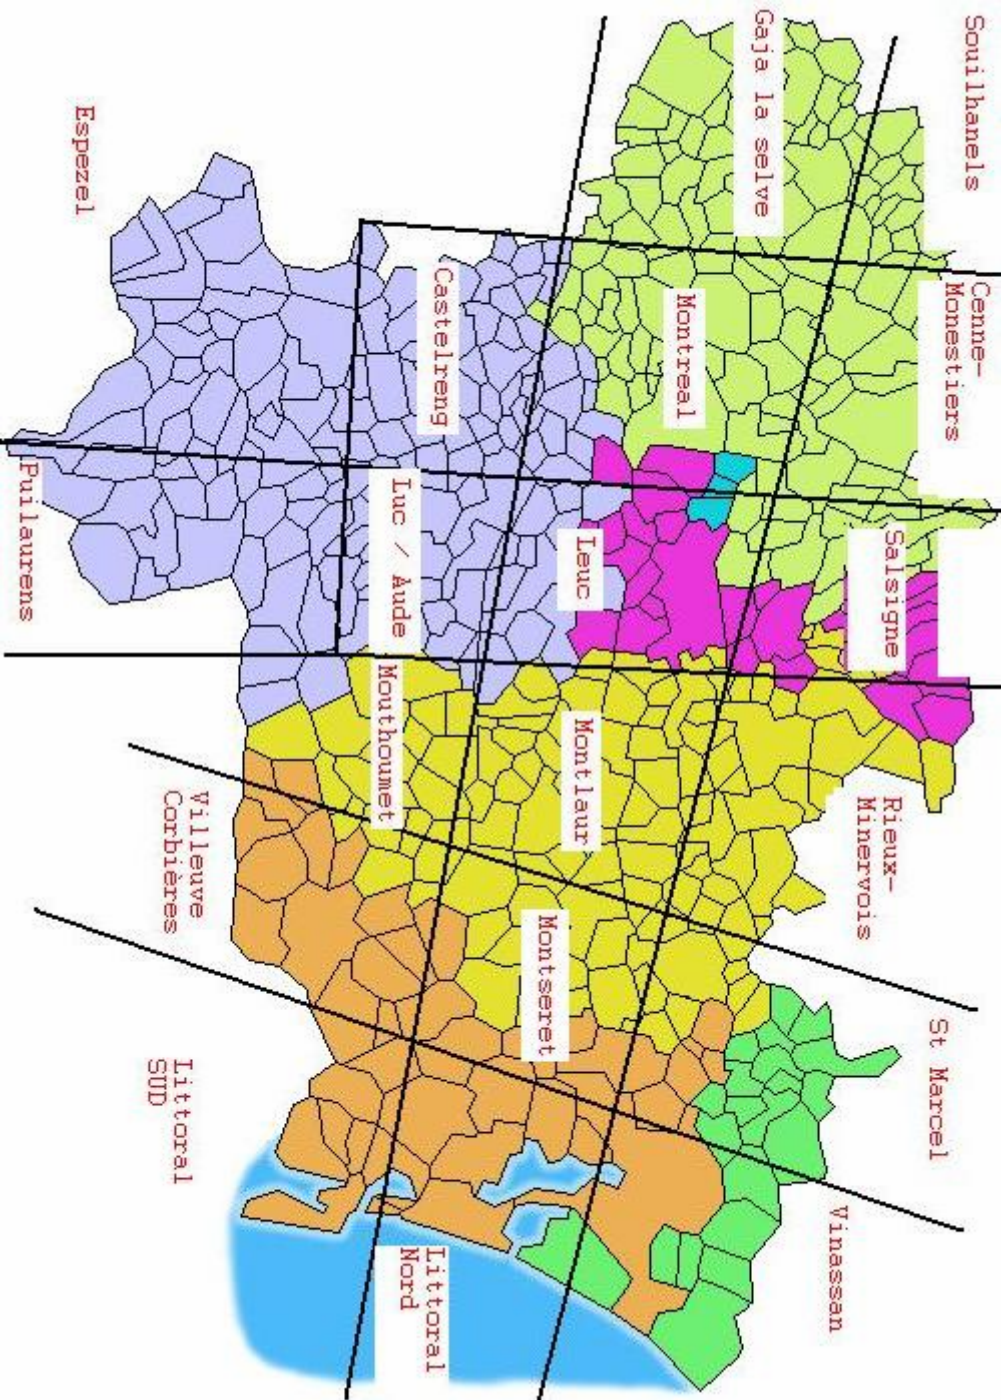 Souilhanels
Gaja la selve
Cenne-
Monestiers
Montreal
Castelreng
Espezel
Salsigne
Leuc
Luc / Aude
Puilaurens
Rieux-
Minervois
Montlaur
Mouthoumet
Villeuve
Corbières
St Marcel
Montseret
Littoral
SUD
Vinassan
Littoral
Nord